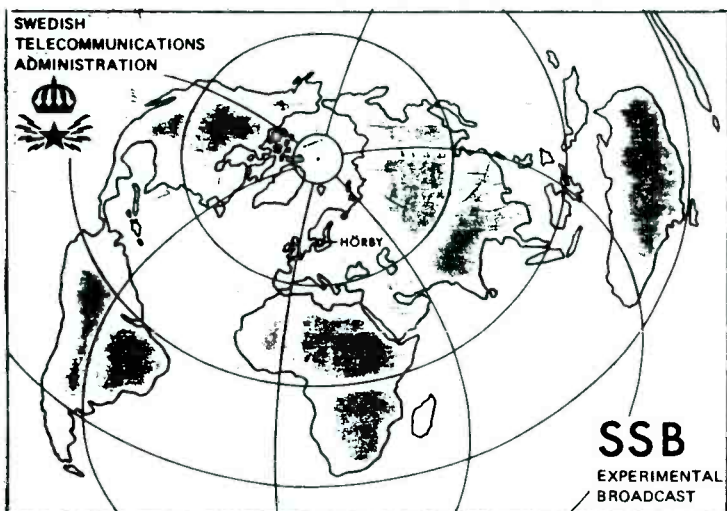 SWEDISH
TELECOMMUNICATIONS
ADMINISTRATION
HÖRBY
SSB
EXPERIMENTAL
BROADCAST